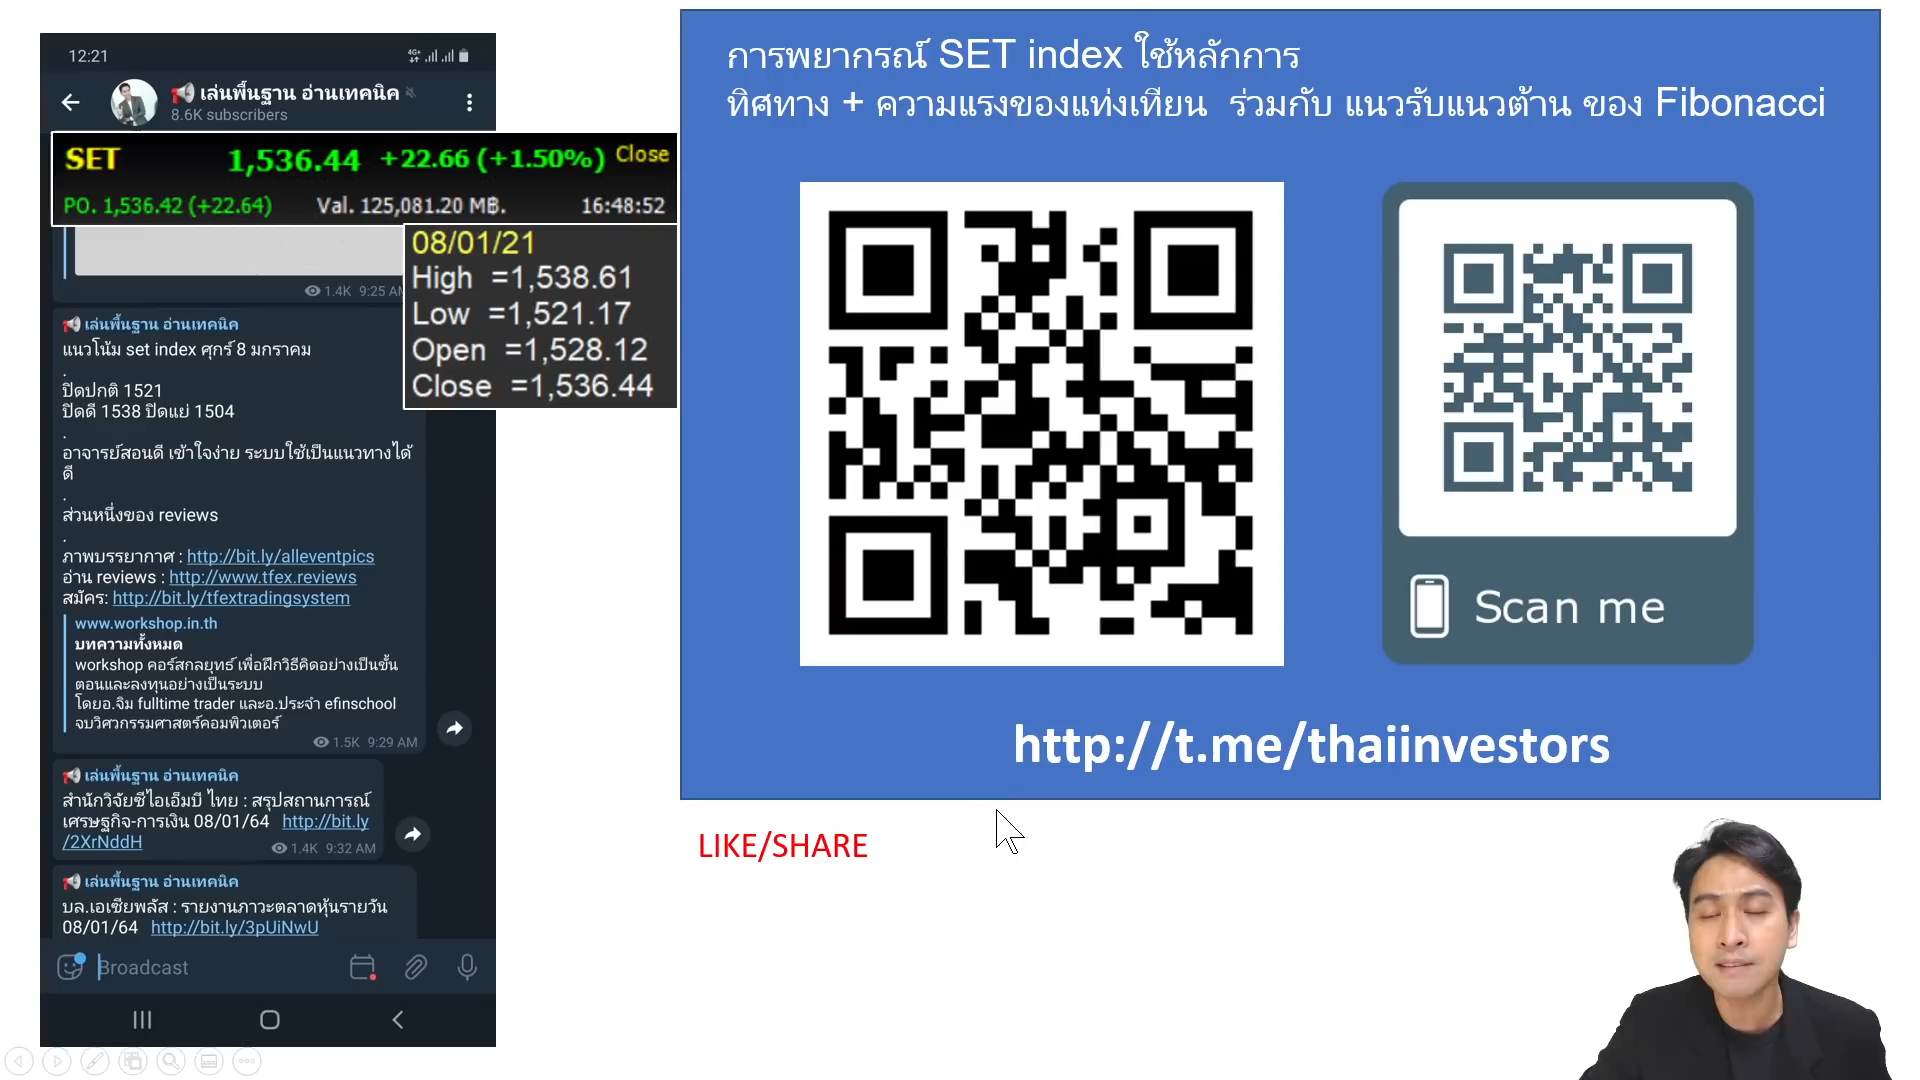 12:21
เล่นพื้นฐาน อ่านเทคนิค
8.6K subscribers
SET 1,536.44 +22.66 (+1.50%) Close
PO. 1,536.42 (+22.64) Val. 125,081.20 M฿. 16:48:52
08/01/21
High =1,538.61
Low =1,521.17
Open =1,528.12
Close =1,536.44
1.4K 9:25
เล่นพื้นฐาน อ่านเทคนิค
แนวโน้ม set index ศุกร์ 8 มกราคม
.
ปิดปกติ 1521
ปิดดี 1538 ปิดแย่ 1504
.
อาจารย์สอนดี เข้าใจง่าย ระบบใช้เป็นแนวทางได้
ดี
.
ส่วนหนึ่งของ reviews
.
ภาพบรรยากาศ : http://bit.ly/alleventpics
อ่าน reviews : http://www.tfex.reviews
สมัคร: http://bit.ly/tfextradingsystem
www.workshop.in.th
บทความทั้งหมด
workshop คอร์สกลยุทธ์ เพื่อฝึกวิธีคิดอย่างเป็นขั้น
ตอนและลงทุนอย่างเป็นระบบ
โดยอ.จิม fulltime trader และอ.ประจำ efinschool
จบวิศวกรรมศาสตร์คอมพิวเตอร์
1.5K 9:29 AM
เล่นพื้นฐาน อ่านเทคนิค
สำนักวิจัยซีไอเอ็มบี ไทย : สรุปสถานการณ์
เศรษฐกิจ-การเงิน 08/01/64 http://bit.ly
/2XrNddH
1.4K 9:32 AM
เล่นพื้นฐาน อ่านเทคนิค
บล.เอเซียพลัส : รายงานภาวะตลาดหุ้นรายวัน
08/01/64 http://bit.ly/3pUiNwU
Broadcast
การพยากรณ์ SET index ใช้หลักการ
ทิศทาง + ความแรงของแท่งเทียน ร่วมกับ แนวรับแนวต้าน ของ Fibonacci
Scan me
http://t.me/thaiinvestors
LIKE/SHARE